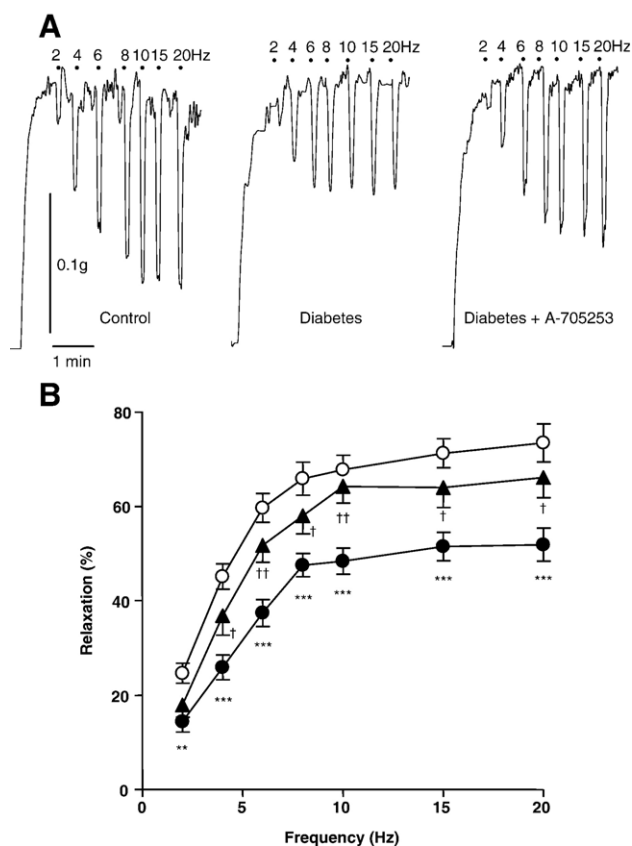 A
2 4 6 8 10 15 20Hz
2 4 6 8 10 15 20Hz
2 4 6 8 10 15 20Hz
0.1g
Control
Diabetes
Diabetes + A-705253
1 min
B
80
60
40
20
0
Relaxation (%)
** *** *** *** *** *** ***
† †† † †† † †
0 5 10 15 20
Frequency (Hz)